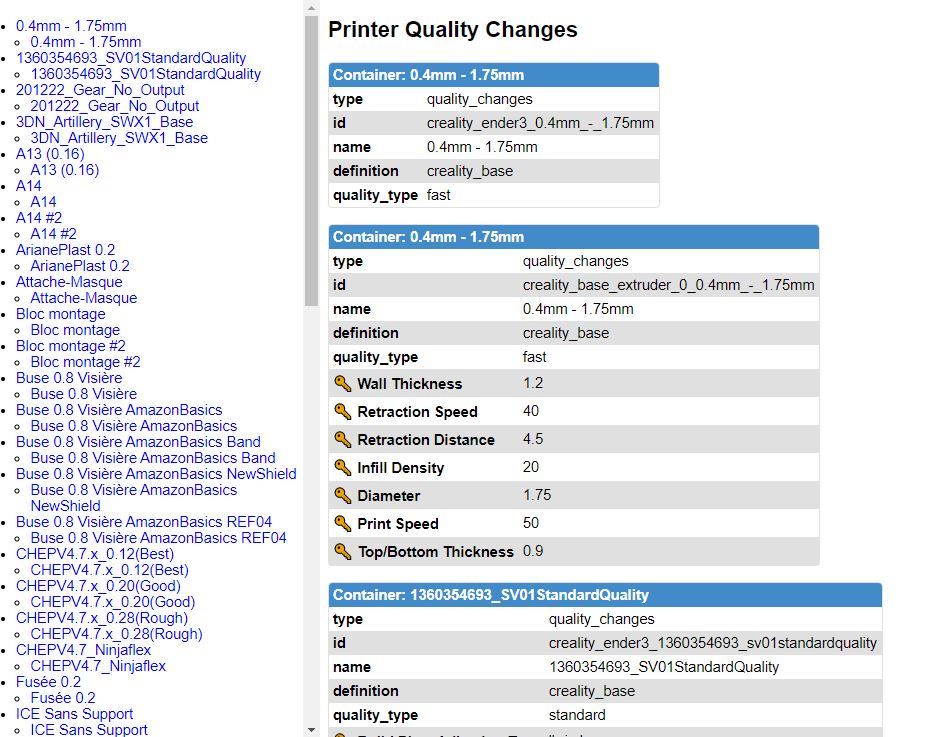 0.4mm - 1.75mm
0.4mm - 1.75mm
1360354693_SV01StandardQuality
1360354693_SV01StandardQuality
201222_Gear_No_Output
201222_Gear_No_Output
3DN_Artillery_SWX1_Base
3DN_Artillery_SWX1_Base
A13 (0.16)
A13 (0.16)
A14
A14
A14 #2
A14 #2
ArianePlast 0.2
ArianePlast 0.2
Attache-Masque
Attache-Masque
Bloc montage
Bloc montage
Bloc montage #2
Bloc montage #2
Buse 0.8 Visière
Buse 0.8 Visière
Buse 0.8 Visière AmazonBasics
Buse 0.8 Visière AmazonBasics
Buse 0.8 Visière AmazonBasics Band
Buse 0.8 Visière AmazonBasics Band
Buse 0.8 Visière AmazonBasics NewShield
Buse 0.8 Visière AmazonBasics
NewShield
Buse 0.8 Visière AmazonBasics REF04
Buse 0.8 Visière AmazonBasics REF04
CHEPV4.7.x_0.12(Best)
CHEPV4.7.x_0.12(Best)
CHEPV4.7.x_0.20(Good)
CHEPV4.7.x_0.20(Good)
CHEPV4.7.x_0.28(Rough)
CHEPV4.7.x_0.28(Rough)
CHEPV4.7_Ninjaflex
CHEPV4.7_Ninjaflex
Fusée 0.2
Fusée 0.2
ICE Sans Support
ICE Sans Support
Printer Quality Changes
Container: 0.4mm - 1.75mm
type quality_changes
id creality_ender3_0.4mm_-_1.75mm
name 0.4mm - 1.75mm
definition creality_base
quality_type fast
Container: 0.4mm - 1.75mm
type quality_changes
id creality_base_extruder_0_0.4mm_-_1.75mm
name 0.4mm - 1.75mm
definition creality_base
quality_type fast
Wall Thickness 1.2
Retraction Speed 40
Retraction Distance 4.5
Infill Density 20
Diameter 1.75
Print Speed 50
Top/Bottom Thickness 0.9
Container: 1360354693_SV01StandardQuality
type quality_changes
id creality_ender3_1360354693_sv01standardquality
name 1360354693_SV01StandardQuality
definition creality_base
quality_type standard